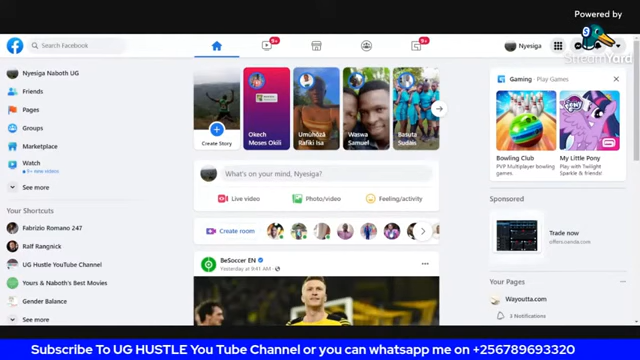 Powered by
StreamYard
Search Facebook
9+
9+
Nyesiga
Nyesiga Naboth UG
Friends
Pages
Groups
Marketplace
Watch
9+ new videos
See more
Your Shortcuts
Fabrizio Romano 247
Ralf Rangnick
UG Hustle YouTube Channel
Yours & Naboth's Best Movies
Gender Balance
See more
Create Story
Okech
Moses Okili
Umuhōzā
Rafiki Isa
Waswa
Samuel
Basuta
Sudais
What's on your mind, Nyesiga?
Live video
Photo/video
Feeling/activity
Create room
BeSoccer EN
Yesterday at 9:41 AM ·
Gaming · Play Games
Bowling Club
PVP Multiplayer bowling
games.
My Little Pony
Play with Twilight
Sparkle & friends!
Sponsored
Trade now
offers.oanda.com
Your Pages
Wayoutta.com
3 Notifications
Subscribe To UG HUSTLE You Tube Channel or you can whatsapp me on +256789693320